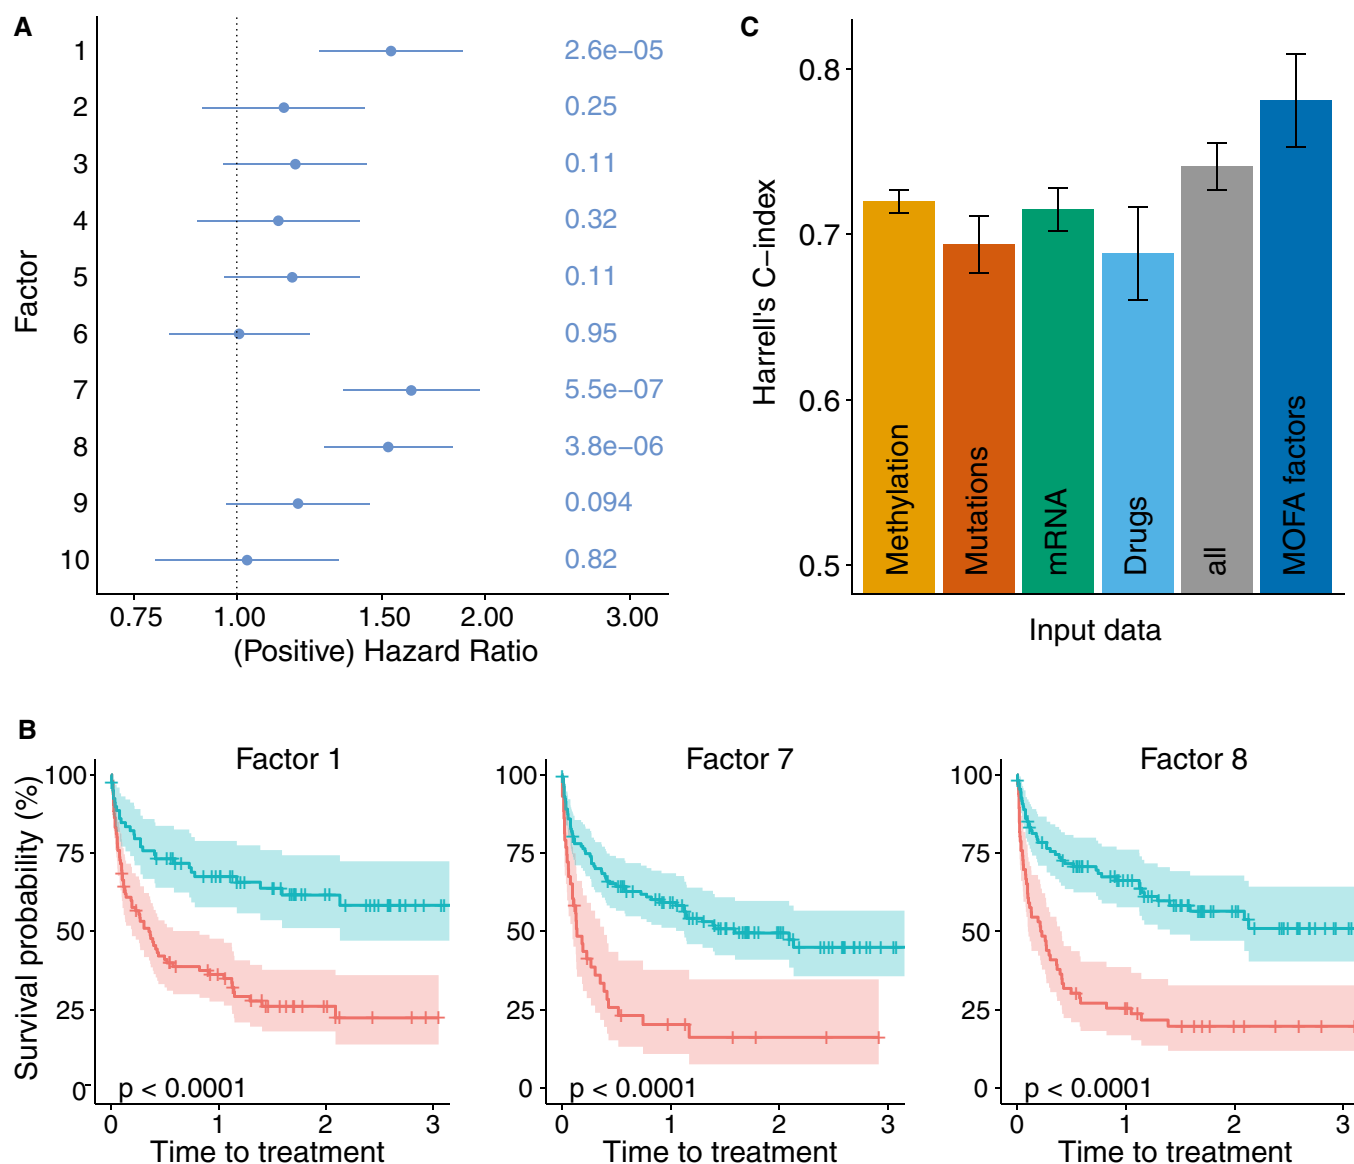 A
Factor
1 2.6e−05
2 0.25
3 0.11
4 0.32
5 0.11
6 0.95
7 5.5e−07
8 3.8e−06
9 0.094
10 0.82
0.75 1.00 1.50 2.00 3.00
(Positive) Hazard Ratio
C
Harrell's C−index
0.8
0.7
0.6
0.5
Methylation
Mutations
mRNA
Drugs
all
MOFA factors
Input data
B
Survival probability (%)
Factor 1
100
75
50
25
0
p < 0.0001
0 1 2 3
Time to treatment
Factor 7
100
75
50
25
0
p < 0.0001
0 1 2 3
Time to treatment
Factor 8
100
75
50
25
0
p < 0.0001
0 1 2 3
Time to treatment